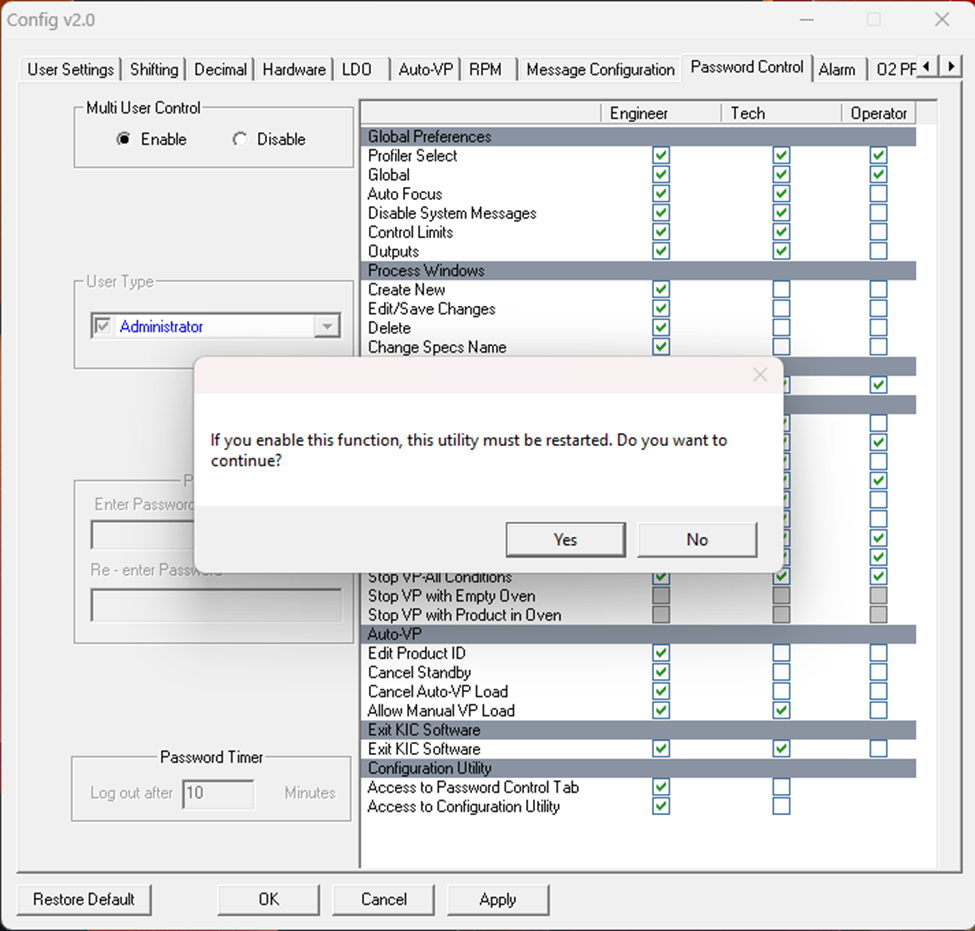 Config v2.0
User Settings Shifting Decimal Hardware LDO Auto-VP RPM Message Configuration Password Control Alarm O2 PF
Multi User Control
Enable Disable
User Type
Administrator
Enter Password
Re - enter Password
Password Timer
Log out after 10 Minutes
Engineer Tech Operator
Global Preferences
Profiler Select
Global
Auto Focus
Disable System Messages
Control Limits
Outputs
Process Windows
Create New
Edit/Save Changes
Delete
Change Specs Name
If you enable this function, this utility must be restarted. Do you want to
continue?
Yes No
Stop VP-All Conditions
Stop VP with Empty Oven
Stop VP with Product in Oven
Auto-VP
Edit Product ID
Cancel Standby
Cancel Auto-VP Load
Allow Manual VP Load
Exit KIC Software
Exit KIC Software
Configuration Utility
Access to Password Control Tab
Access to Configuration Utility
Restore Default OK Cancel Apply